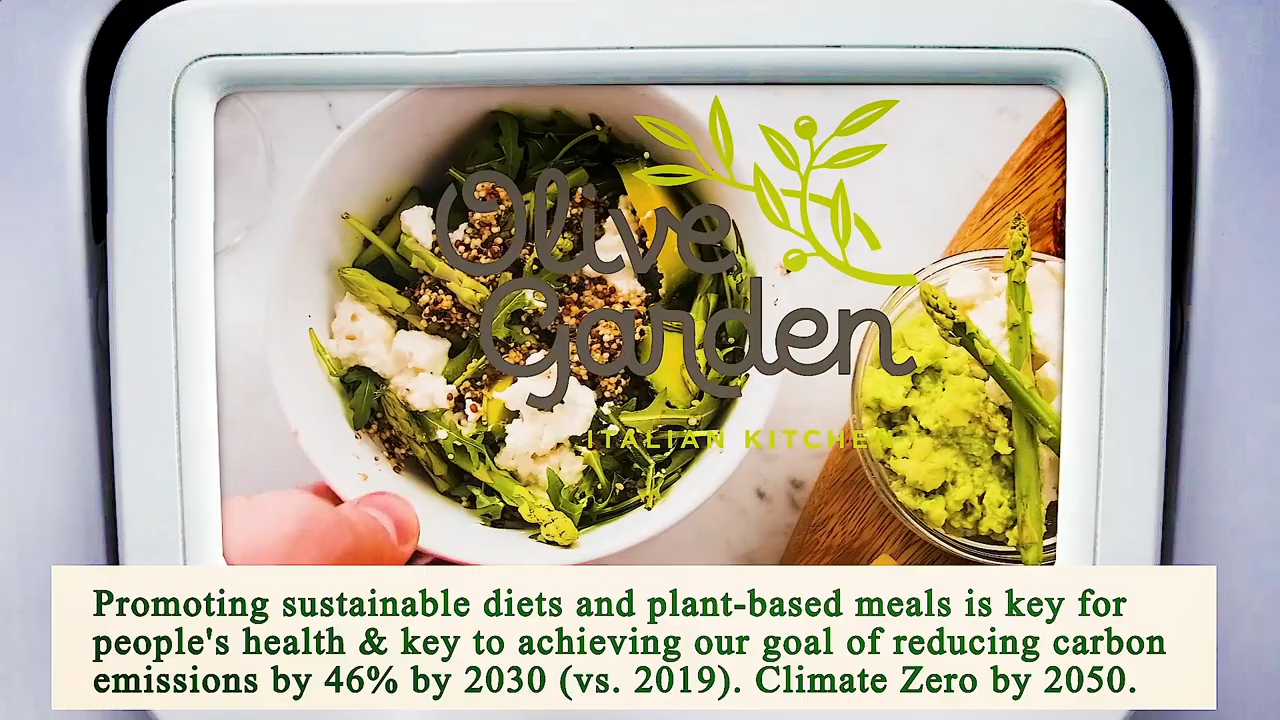 Olive
Garden
ITALIAN KITCHEN
Promoting sustainable diets and plant-based meals is key for
people's health & key to achieving our goal of reducing carbon
emissions by 46% by 2030 (vs. 2019). Climate Zero by 2050.